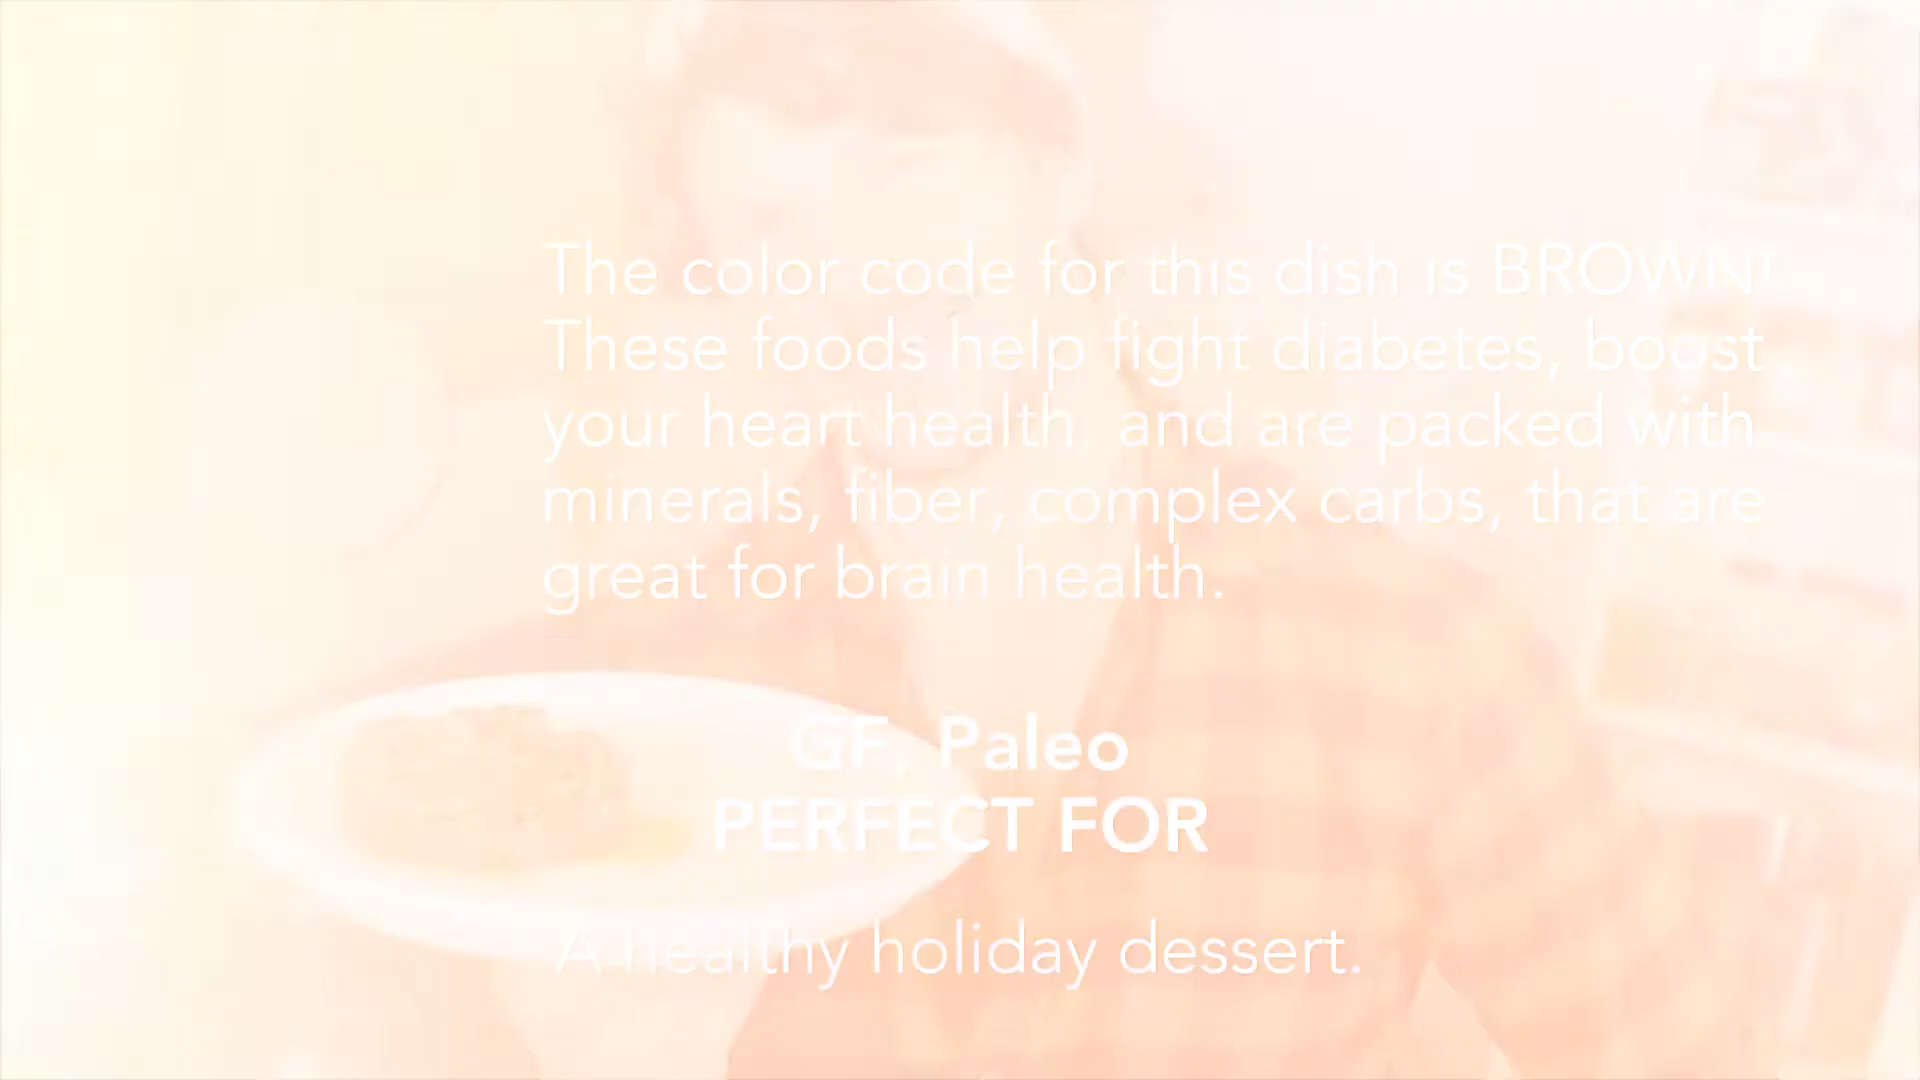 The color code for this dish is BROWN!
These foods help fight diabetes, boost
your heart health and are packed with
minerals, fiber, complex carbs, that are
great for brain health.
GF, Paleo
PERFECT FOR
A healthy holiday dessert.